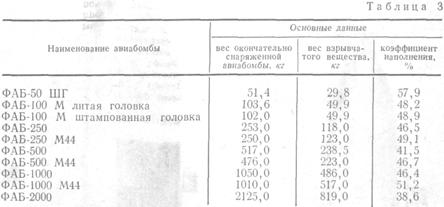 Таблица 3
Наименование авиабомбы
Основные данные
вес окончательно снаряженной авиабомбы, кг
вес взрывчатого вещества, кг
коэффициент наполнения, %
ФАБ-50 ШГ 51,4 29,8 57,9
ФАБ-100 М литая головка 103,6 49,9 48,2
ФАБ-100 М штампованная головка 102,0 49,9 48,9
ФАБ-250 253,0 118,0 46,5
ФАБ-250 М44 250,0 123,0 49,1
ФАБ-500 517,0 238,5 41,5
ФАБ-500 М44 476,0 223,0 46,7
ФАБ-1000 1050,0 486,0 46,4
ФАБ-1000 М44 1010,0 517,0 51,2
ФАБ-2000 2125,0 819,0 38,6